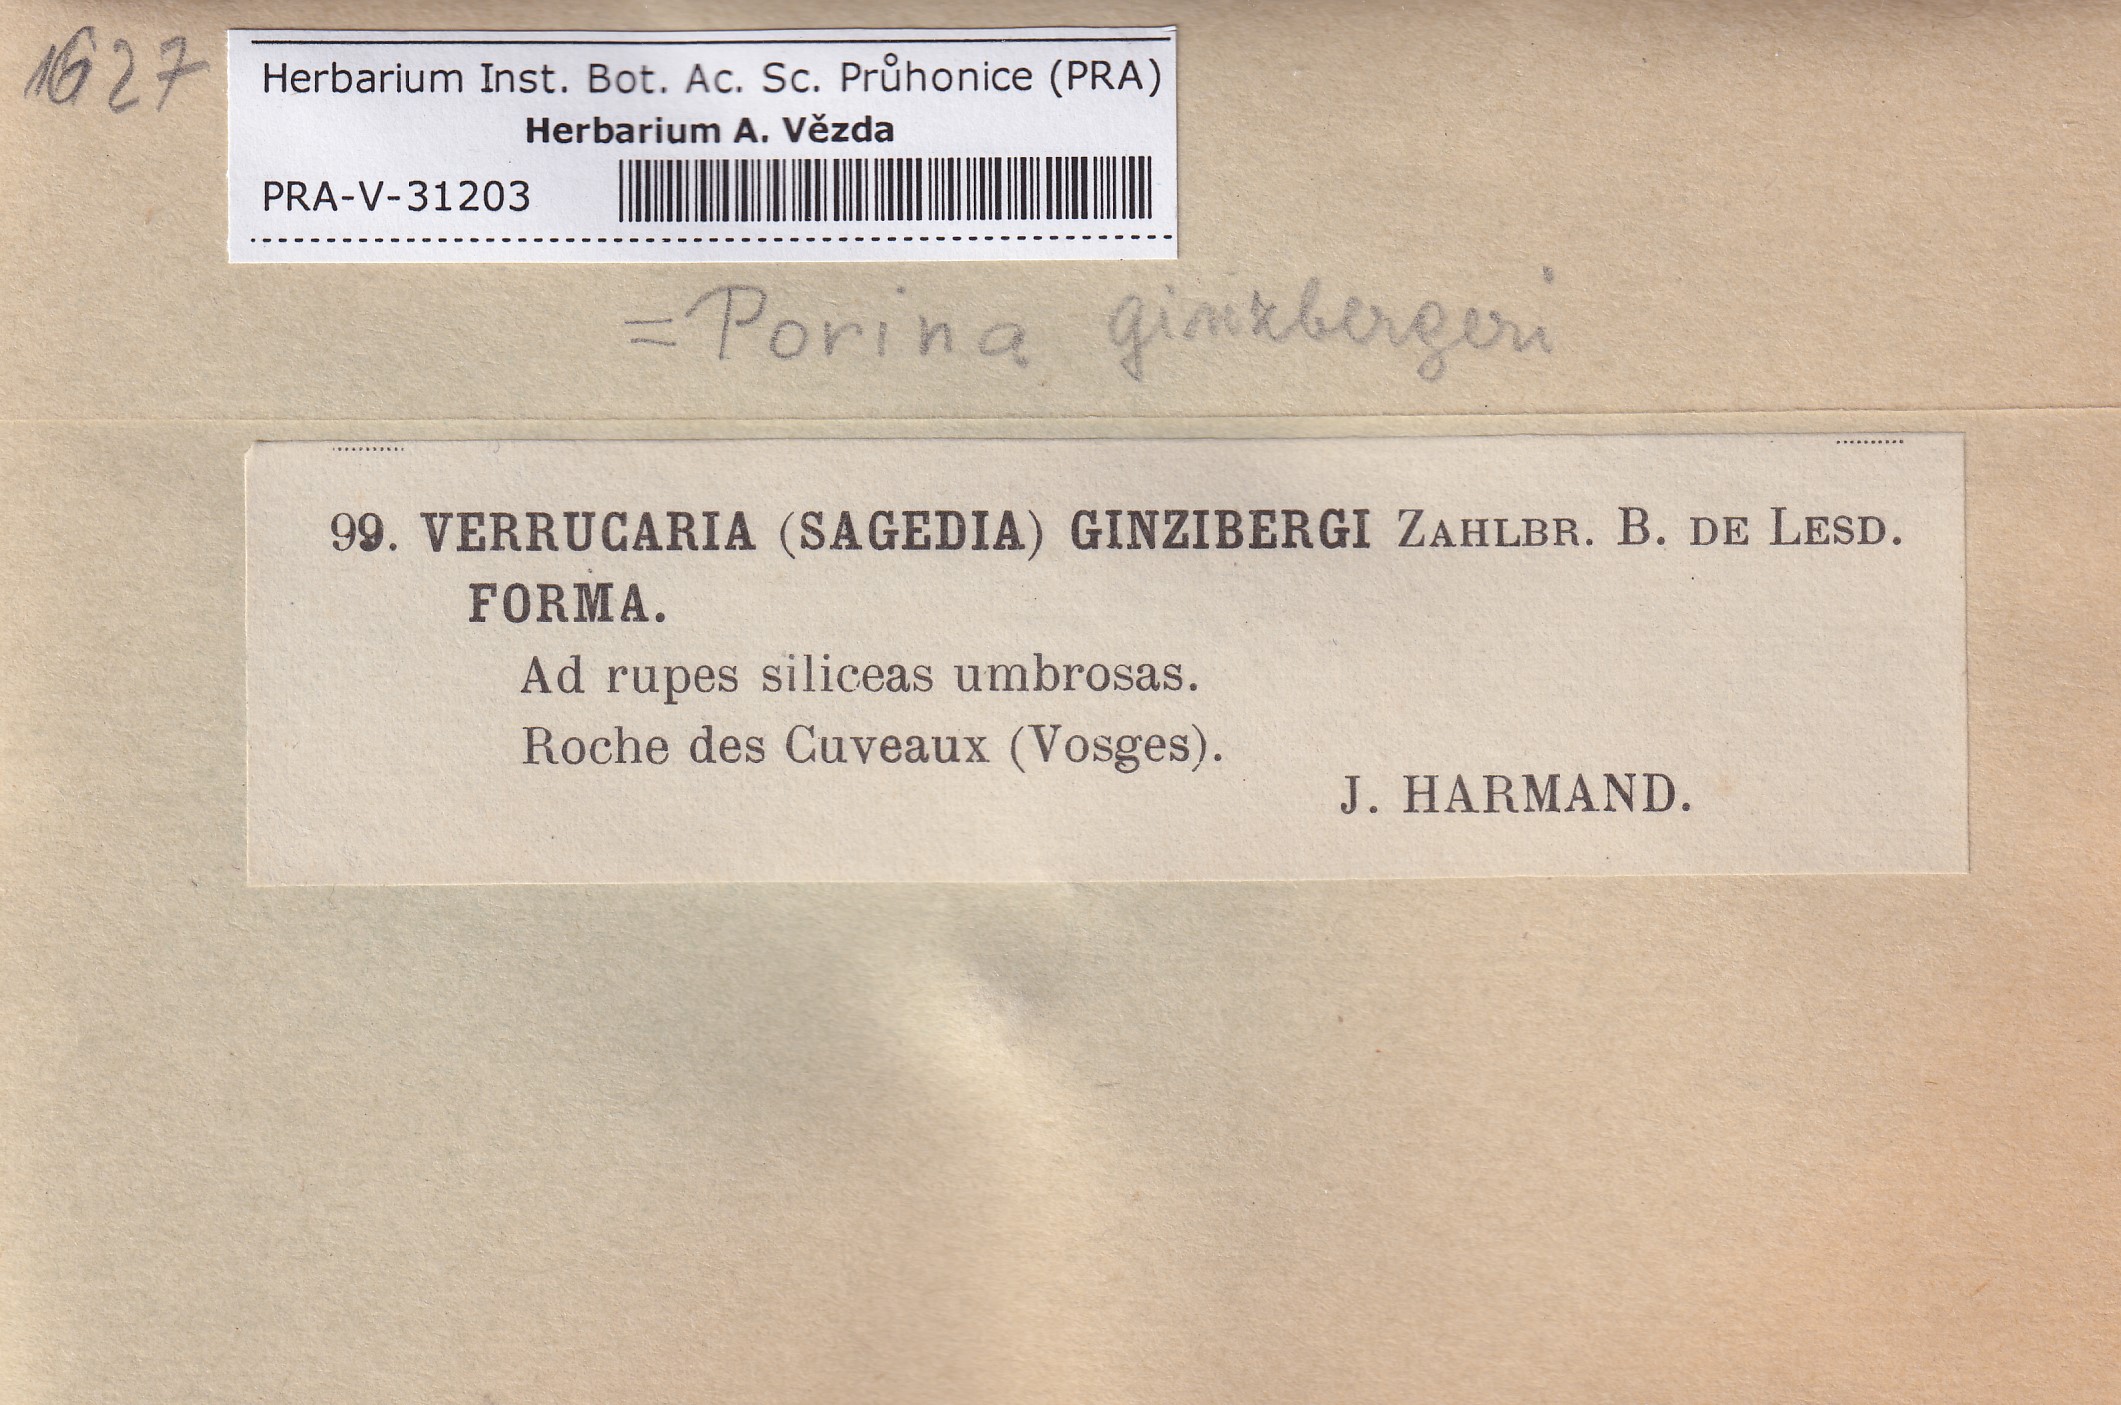 1627
Herbarium Inst. Bot. Ac. Sc. Průhonice (PRA)
Herbarium A. Vězda
PRA-V-31203
= Porina ginzbergeri
99. VERRUCARIA (SAGEDIA) GINZIBERGI ZAHLBR. B. DE LESD.
FORMA.
Ad rupes siliceas umbrosas.
Roche des Cuveaux (Vosges).
J. HARMAND.